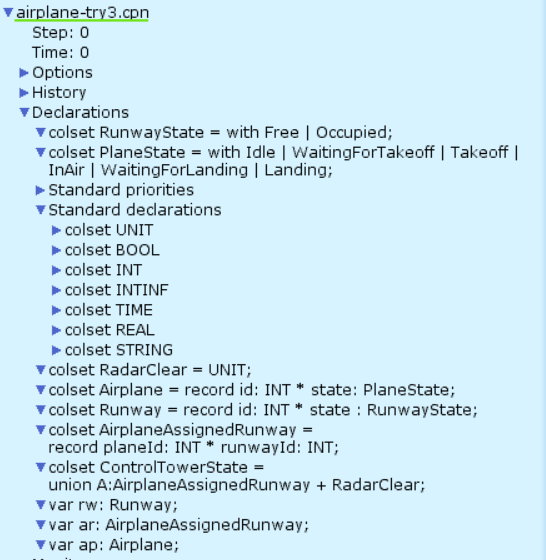 airplane-try3.cpn
Step: 0
Time: 0
Options
History
Declarations
colset RunwayState = with Free | Occupied;
colset PlaneState = with Idle | WaitingForTakeoff | Takeoff |
InAir | WaitingForLanding | Landing;
Standard priorities
Standard declarations
colset UNIT
colset BOOL
colset INT
colset INTINF
colset TIME
colset REAL
colset STRING
colset RadarClear = UNIT;
colset Airplane = record id: INT * state: PlaneState;
colset Runway = record id: INT * state : RunwayState;
colset AirplaneAssignedRunway =
record planeId: INT * runwayId: INT;
colset ControlTowerState =
union A:AirplaneAssignedRunway + RadarClear;
var rw: Runway;
var ar: AirplaneAssignedRunway;
var ap: Airplane;